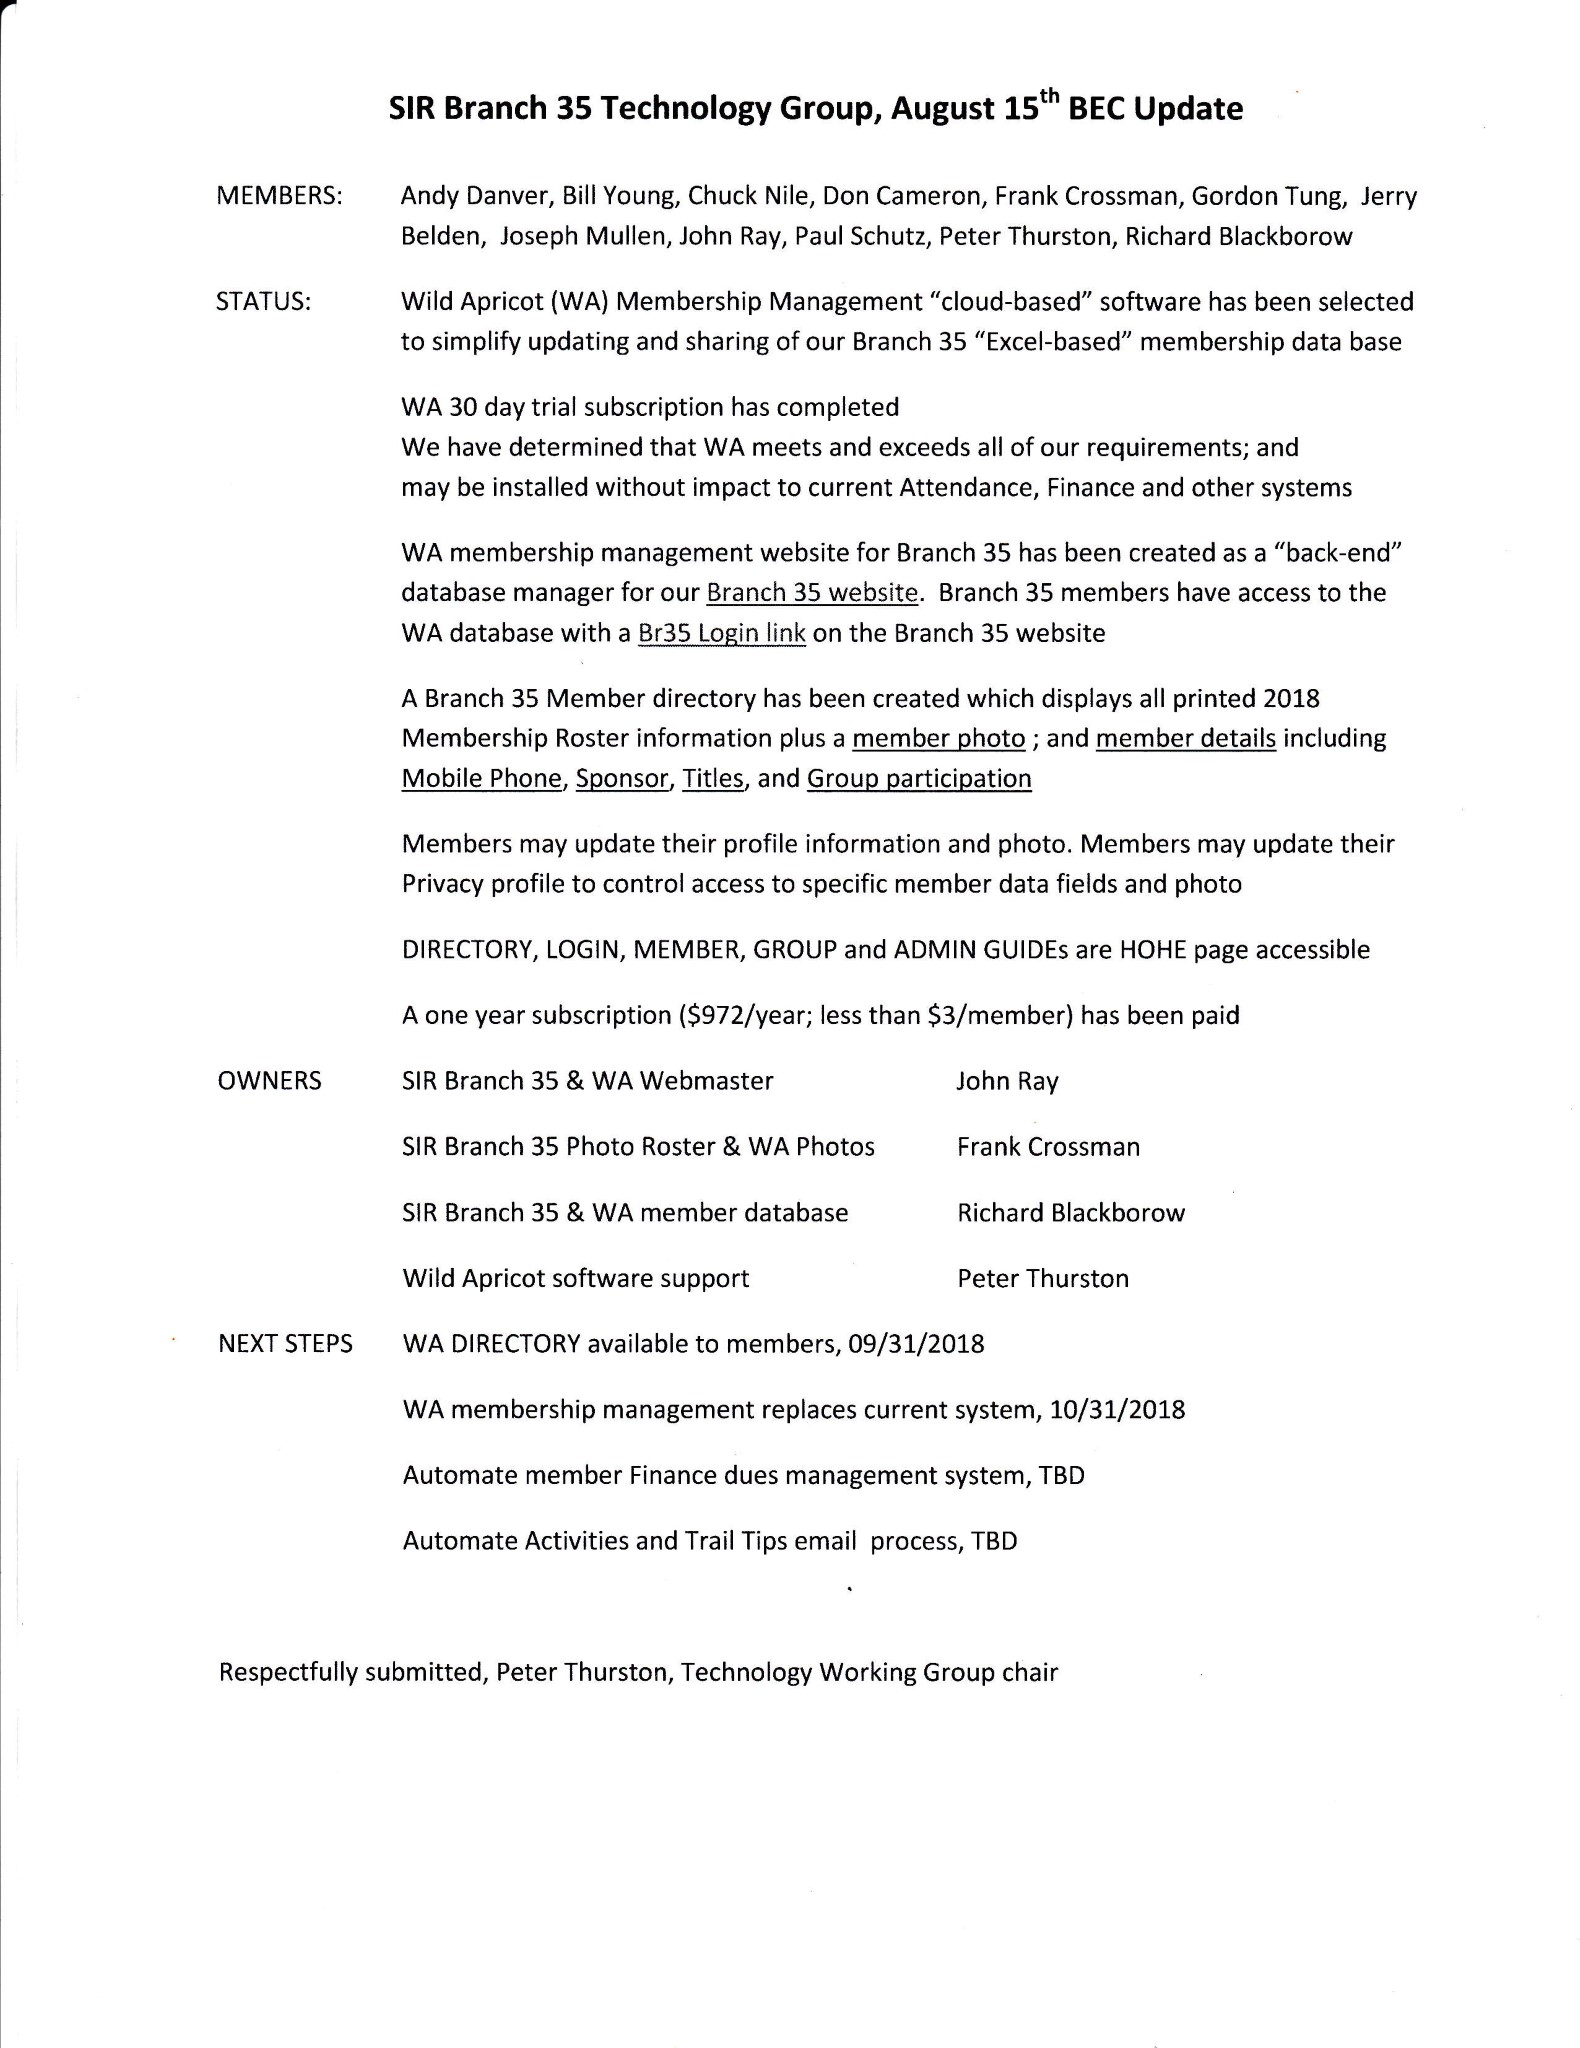 SIR Branch 35 Technology Group, August 15th BEC Update
MEMBERS: Andy Danver, Bill Young, Chuck Nile, Don Cameron, Frank Crossman, Gordon Tung, Jerry
Belden, Joseph Mullen, John Ray, Paul Schutz, Peter Thurston, Richard Blackborow
STATUS: Wild Apricot (WA) Membership Management “cloud-based” software has been selected
to simplify updating and sharing of our Branch 35 “Excel-based” membership data base
WA 30 day trial subscription has completed
We have determined that WA meets and exceeds all of our requirements; and
may be installed without impact to current Attendance, Finance and other systems
WA membership management website for Branch 35 has been created as a “back-end”
database manager for our Branch 35 website. Branch 35 members have access to the
WA database with a Br35 Login link on the Branch 35 website
A Branch 35 Member directory has been created which displays all printed 2018
Membership Roster information plus a member photo ; and member details including
Mobile Phone, Sponsor, Titles, and Group participation
Members may update their profile information and photo. Members may update their
Privacy profile to control access to specific member data fields and photo
DIRECTORY, LOGIN, MEMBER, GROUP and ADMIN GUIDEs are HOHE page accessible
A one year subscription ($972/year; less than $3/member) has been paid
OWNERS SIR Branch 35 & WA Webmaster John Ray
SIR Branch 35 Photo Roster & WA Photos Frank Crossman
SIR Branch 35 & WA member database Richard Blackborow
Wild Apricot software support Peter Thurston
NEXT STEPS WA DIRECTORY available to members, 09/31/2018
WA membership management replaces current system, 10/31/2018
Automate member Finance dues management system, TBD
Automate Activities and Trail Tips email process, TBD
Respectfully submitted, Peter Thurston, Technology Working Group chair